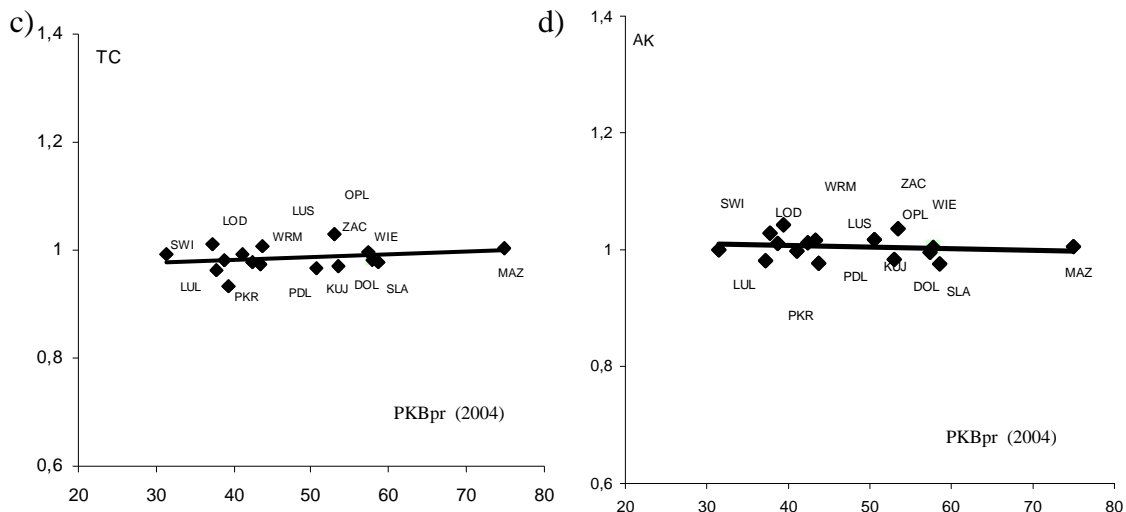 c)
1,4
TC
1,2
OPL
LUS
LOD
ZAC
WRM
WIE
SWI
1
MAZ
LUL
PKR
PDL
KUJ
DOL
SLA
0,8
PKBpr (2004)
0,6
20 30 40 50 60 70 80
d)
1,4
AK
1,2
ZAC
WRM
WIE
SWI
LOD
OPL
LUS
1
KUJ
MAZ
PDL
LUL
DOL
SLA
PKR
0,8
PKBpr (2004)
0,6
20 30 40 50 60 70 80